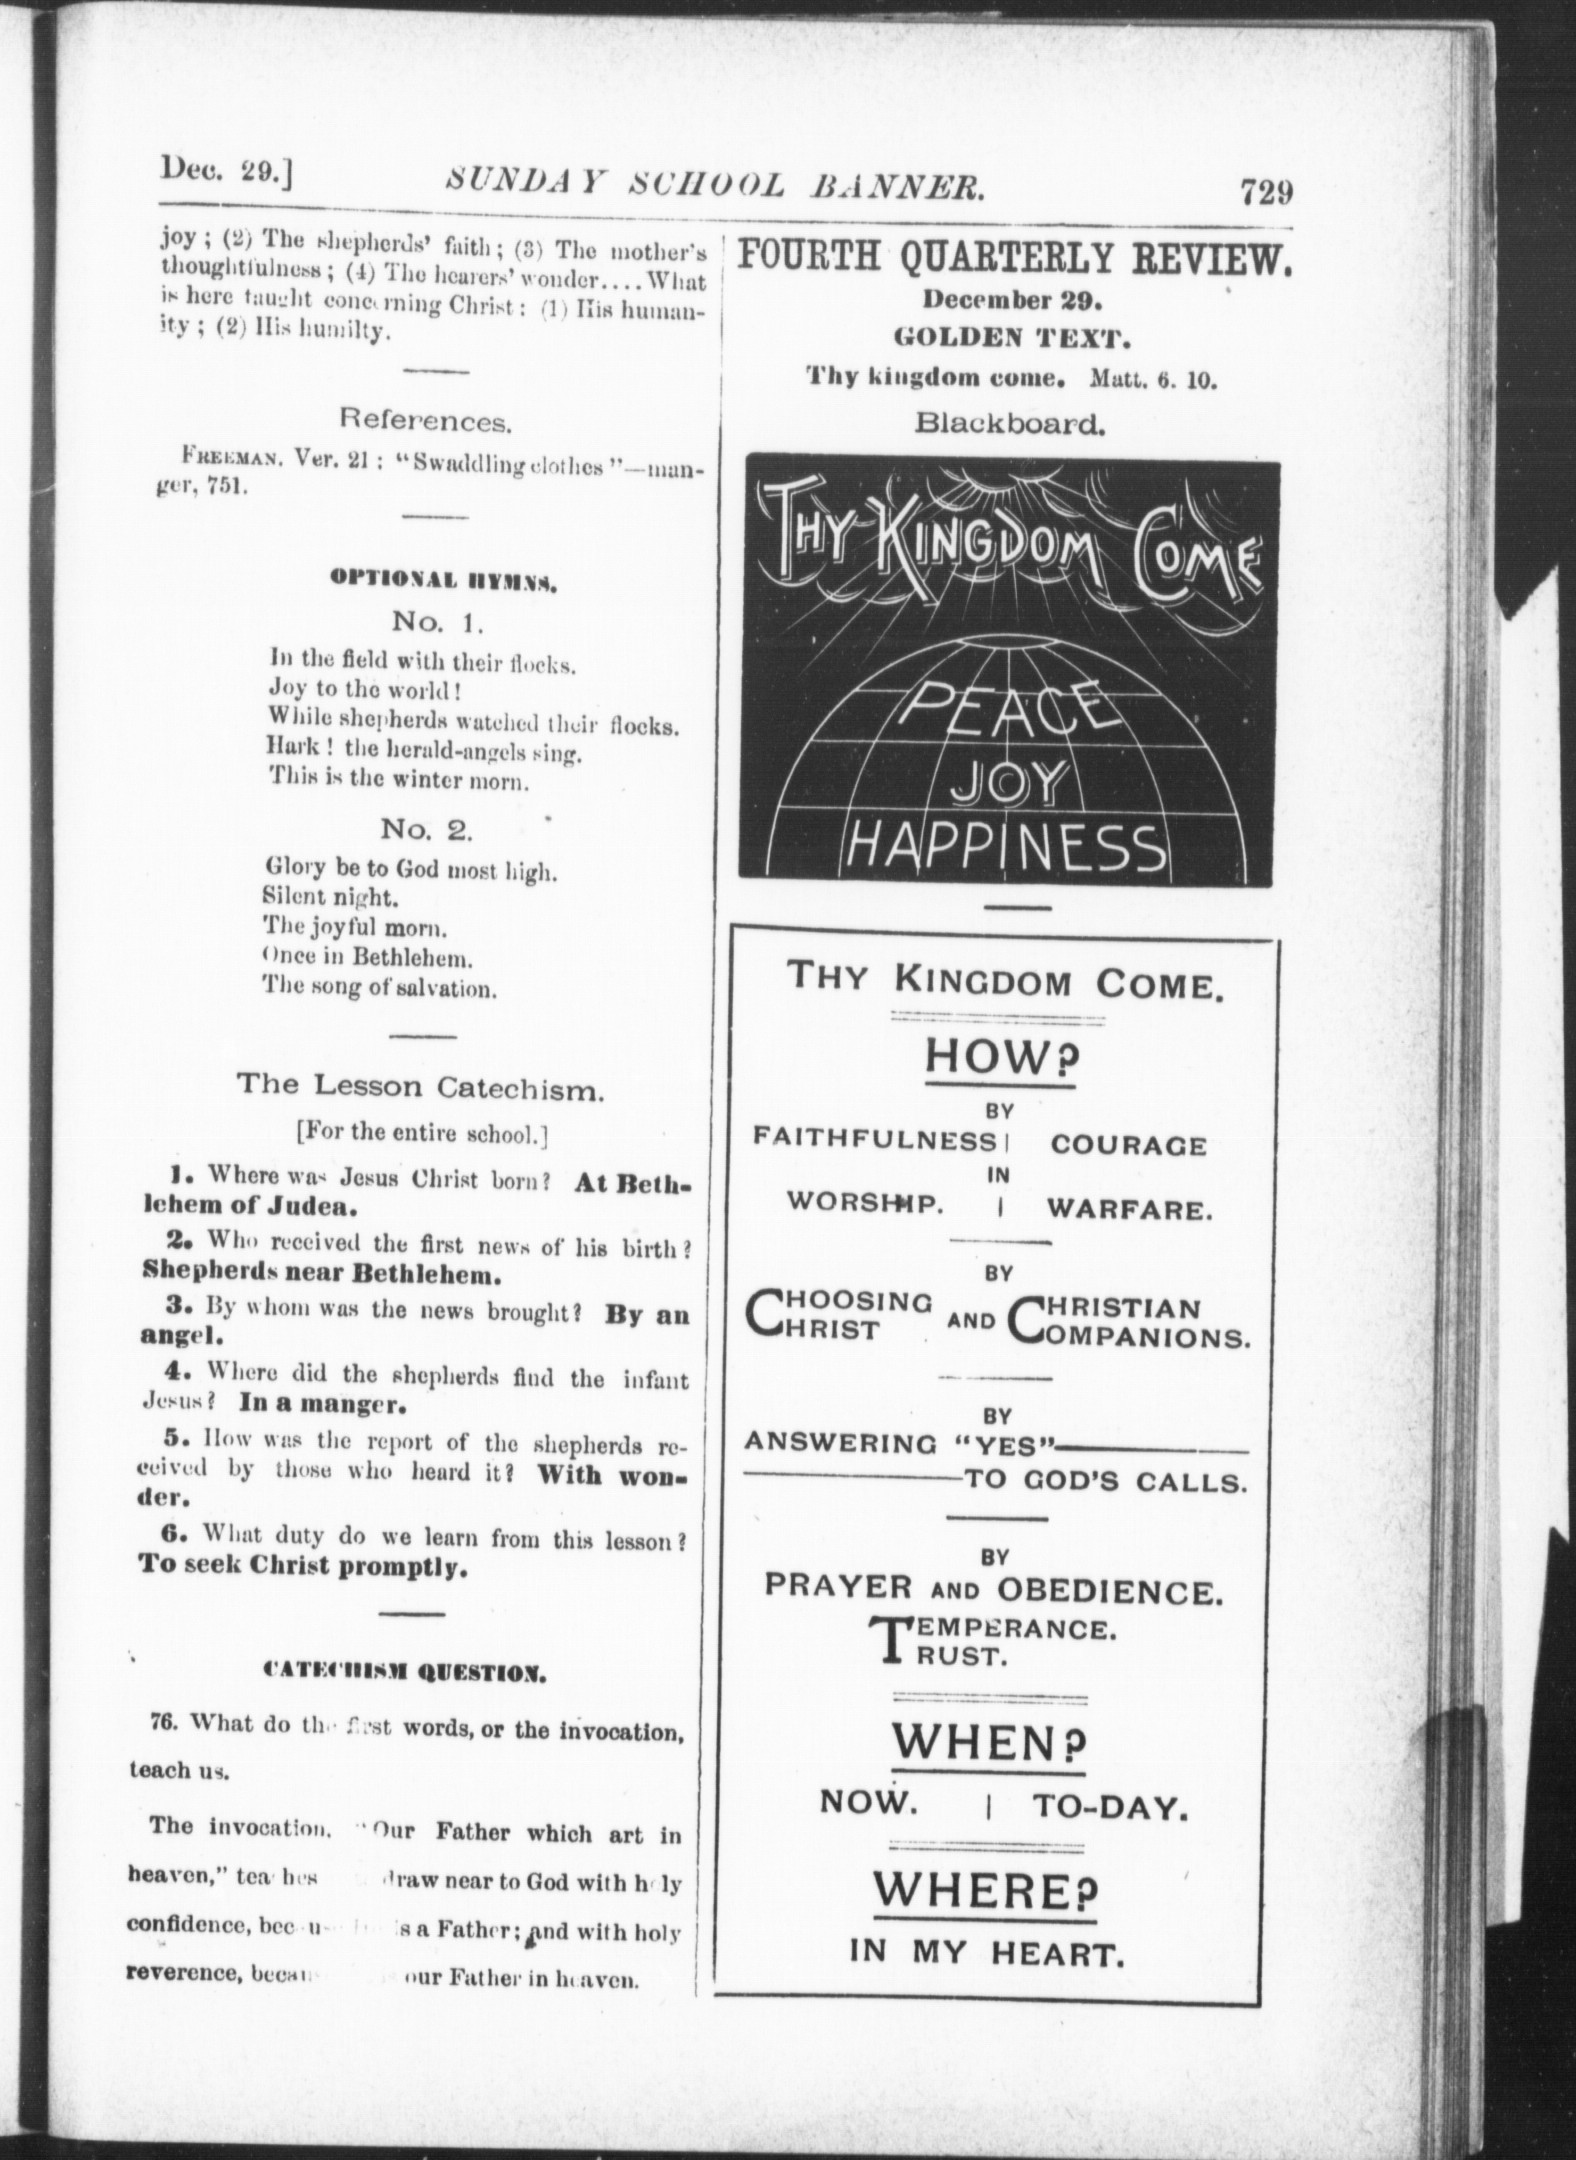 Dec. 29.] SUNDAY SCHOOL BANNER. 729
joy; (2) The shepherds' faith; (3) The mother's
thoughtfulness; (4) The hearers' wonder....What
is here taught concerning Christ: (1) His human-
ity; (2) His humilty.
References.
FREEMAN. Ver. 21: "Swaddling clothes"—man-
ger, 751.
OPTIONAL HYMNS.
No. 1.
In the field with their flocks.
Joy to the world!
While shepherds watched their flocks.
Hark! the herald-angels sing.
This is the winter morn.
No. 2.
Glory be to God most high.
Silent night.
The joyful morn.
Once in Bethlehem.
The song of salvation.
The Lesson Catechism.
[For the entire school.]
1. Where was Jesus Christ born? At Beth-
lehem of Judea.
2. Who received the first news of his birth?
Shepherds near Bethlehem.
3. By whom was the news brought? By an
angel.
4. Where did the shepherds find the infant
Jesus? In a manger.
5. How was the report of the shepherds re-
ceived by those who heard it? With won-
der.
6. What duty do we learn from this lesson?
To seek Christ promptly.
CATECHISM QUESTION.
76. What do the first words, or the invocation,
teach us.
The invocation, "Our Father which art in
heaven," teaches draw near to God with holy
confidence, because is a Father; and with holy
reverence, because our Father in heaven.
FOURTH QUARTERLY REVIEW.
December 29.
GOLDEN TEXT.
Thy kingdom come. Matt. 6. 10.
Blackboard.
THY KINGDOM COME
PEACE
JOY
HAPPINESS
THY KINGDOM COME.
HOW?
BY
FAITHFULNESS | COURAGE
IN
WORSHIP. | WARFARE.
BY
CHOOSING CHRIST AND CHRISTIAN COMPANIONS.
BY
ANSWERING "YES"
TO GOD'S CALLS.
BY
PRAYER AND OBEDIENCE.
TEMPERANCE.
TRUST.
WHEN?
NOW. | TO-DAY.
WHERE?
IN MY HEART.